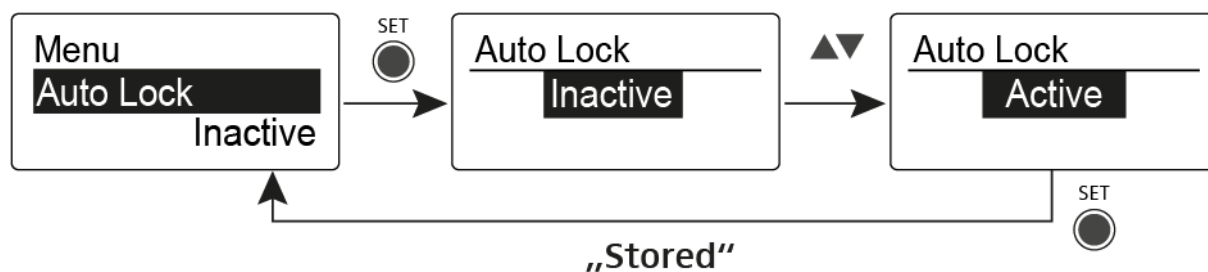 Menu
Auto Lock
Inactive
SET
Auto Lock
Inactive
▲▼
Auto Lock
Active
SET
„Stored“